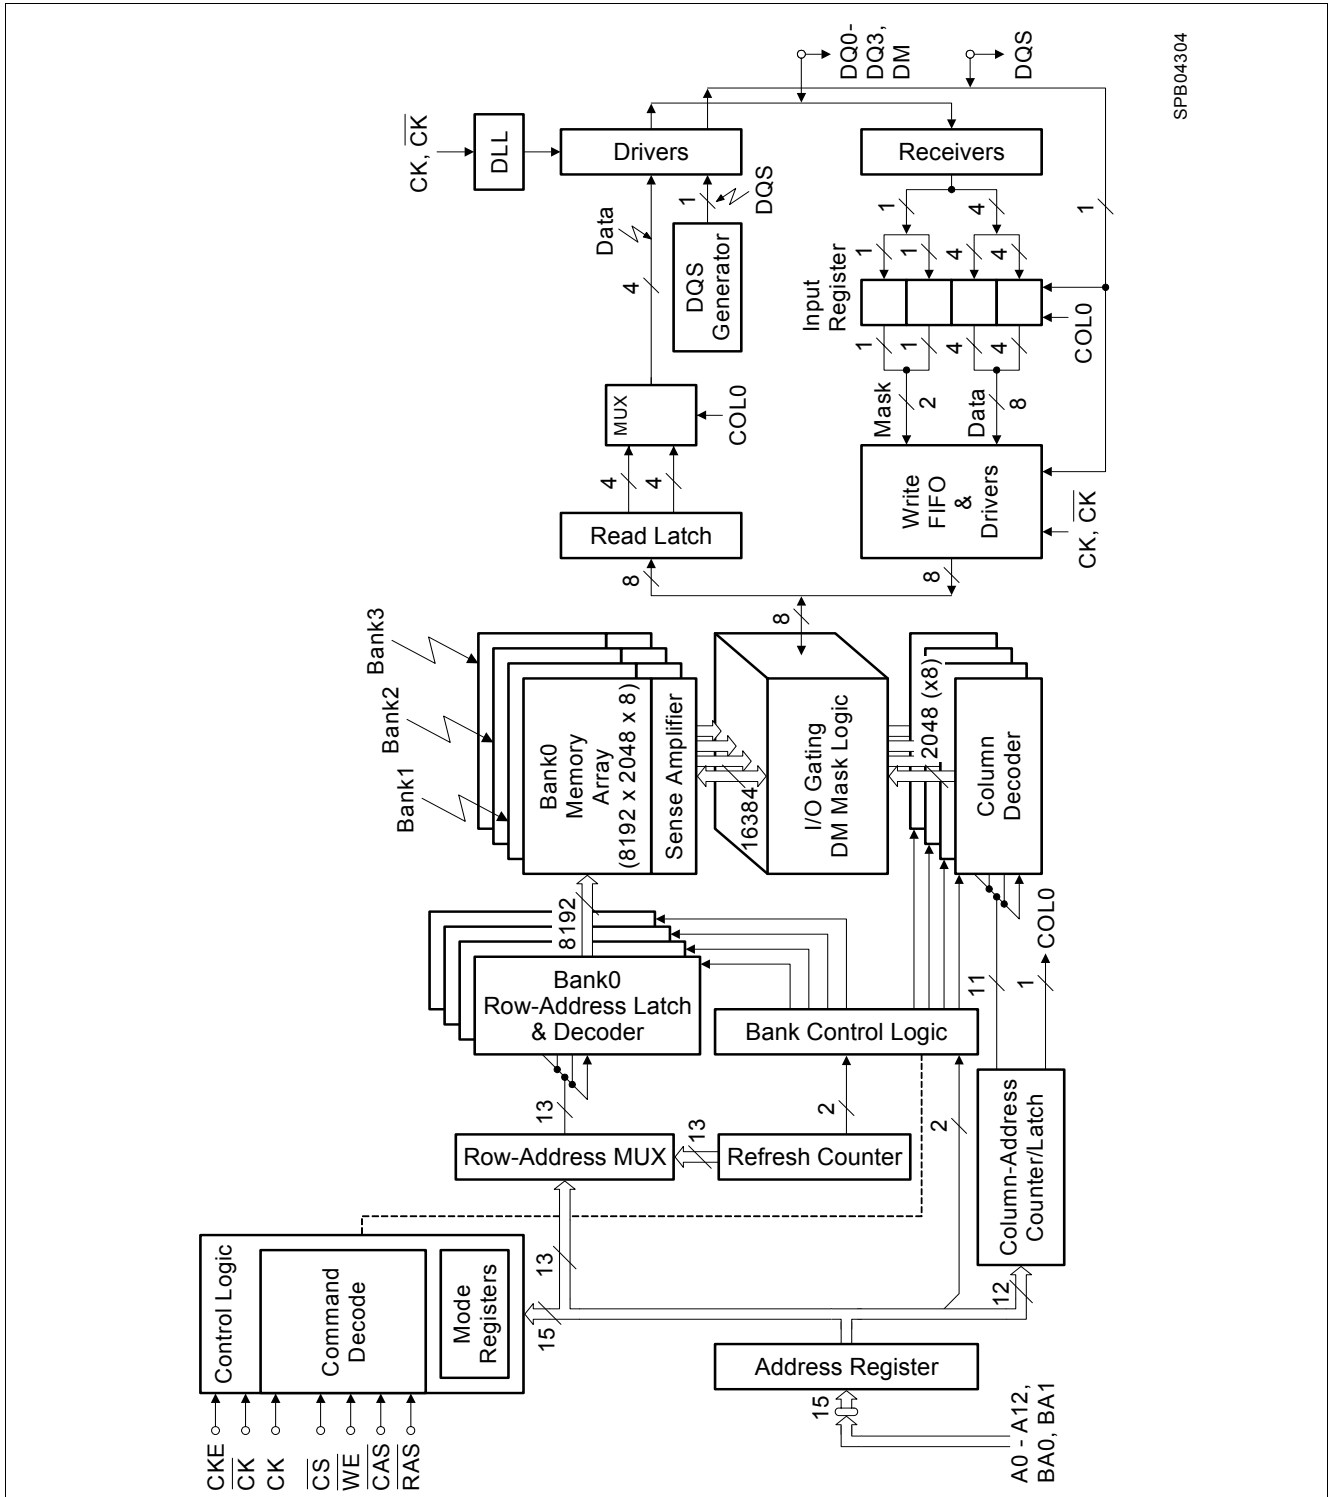 CKE
CK
CK
CS
WE
CAS
RAS
Control Logic
Command
Decode
Mode
Registers
15
13
Address Register
15
A0 - A12,
BA0, BA1
Row-Address MUX
13
13
Refresh Counter
2
2
12
Column-Address
Counter/Latch
11
1
COL0
Bank0
Row-Address Latch
& Decoder
Bank Control Logic
8192
Bank1
Bank2
Bank3
Bank0
Memory
Array
(8192 x 2048 x 8)
Sense Amplifier
16384
I/O Gating
DM Mask Logic
2048 (x8)
Column
Decoder
8
8
8
Read Latch
4
4
MUX
COL0
4
Data
DQS
Generator
1
DQS
CK, CK
DLL
Drivers
Write
FIFO
&
Drivers
CK, CK
Mask
2
Data
8
1
1
4
4
Input
Register
COL0
1
1
4
4
1
4
1
Receivers
DQ0-
DQ3,
DM
DQS
SPB04304